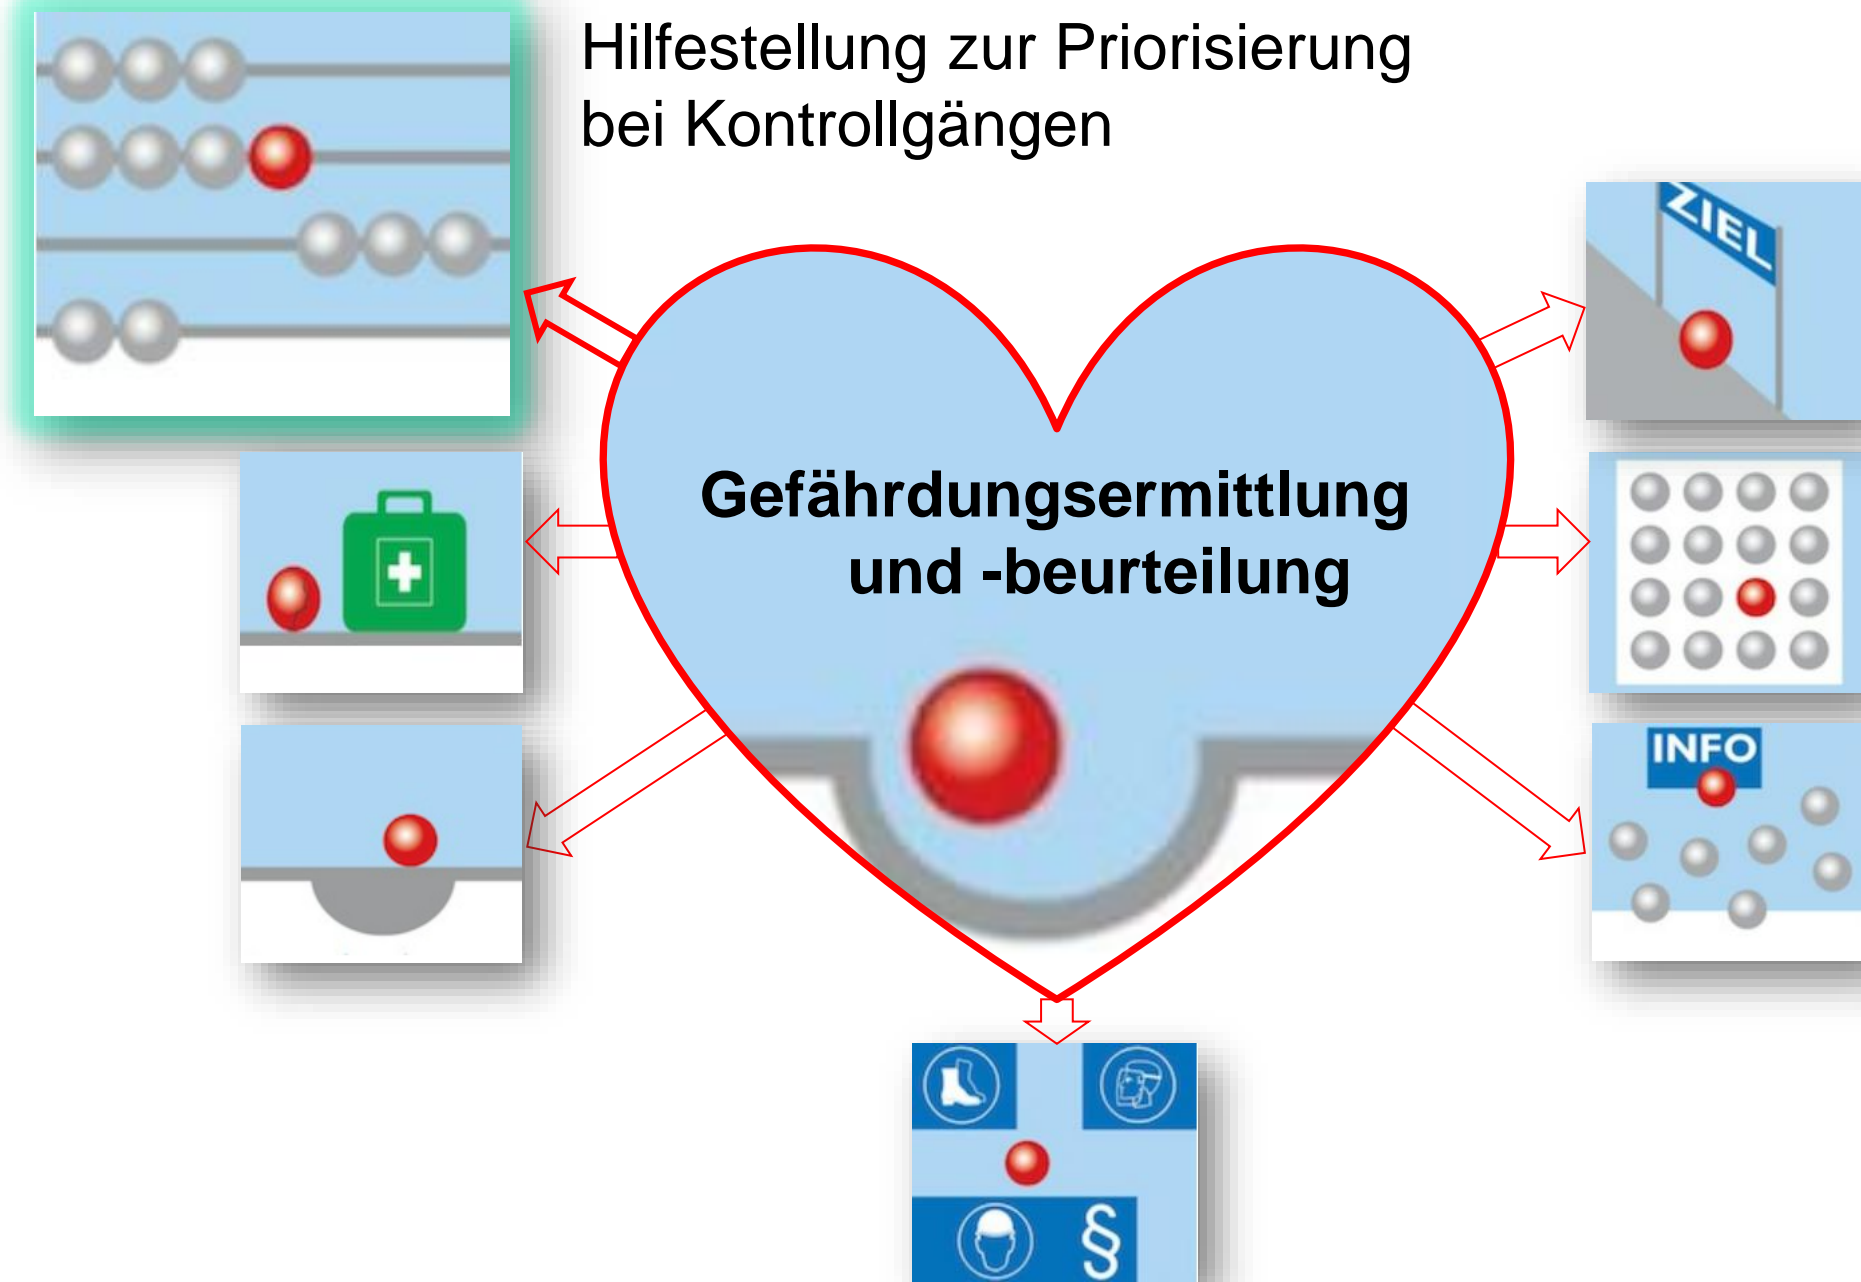 Hilfestellung zur Priorisierung
bei Kontrollgängen
ZIEL
Gefährdungsermittlung
und -beurteilung
INFO
§